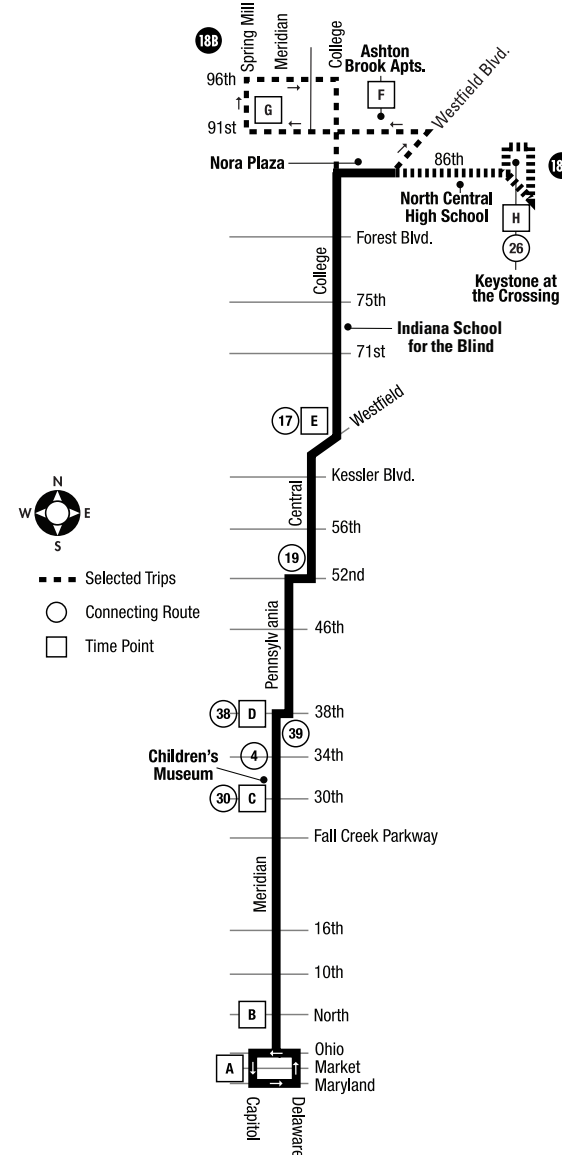 18B
Spring Mill
Meridian
College
Ashton
Brook Apts.
96th
F
G
Westfield Blvd.
91st
Nora Plaza
86th
18
North Central
High School
H
26
Keystone at
the Crossing
Forest Blvd.
College
75th
Indiana School
for the Blind
71st
17
E
Westfield
Kessler Blvd.
N
W
E
S
Central
56th
19
52nd
Selected Trips
Connecting Route
Time Point
Pennsylvania
46th
38
D
38th
39
Children's
Museum
4
34th
30
C
30th
Fall Creek Parkway
Meridian
16th
10th
B
North
Ohio
A
Market
Maryland
Capitol
Delaware